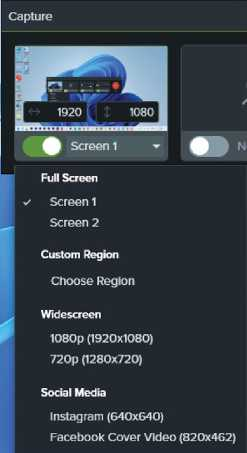 Capture
1920 1080
Screen 1
Full Screen
✓ Screen 1
Screen 2
Custom Region
Choose Region
Widescreen
1080p (1920x1080)
720p (1280x720)
Social Media
Instagram (640x640)
Facebook Cover Video (820x462)